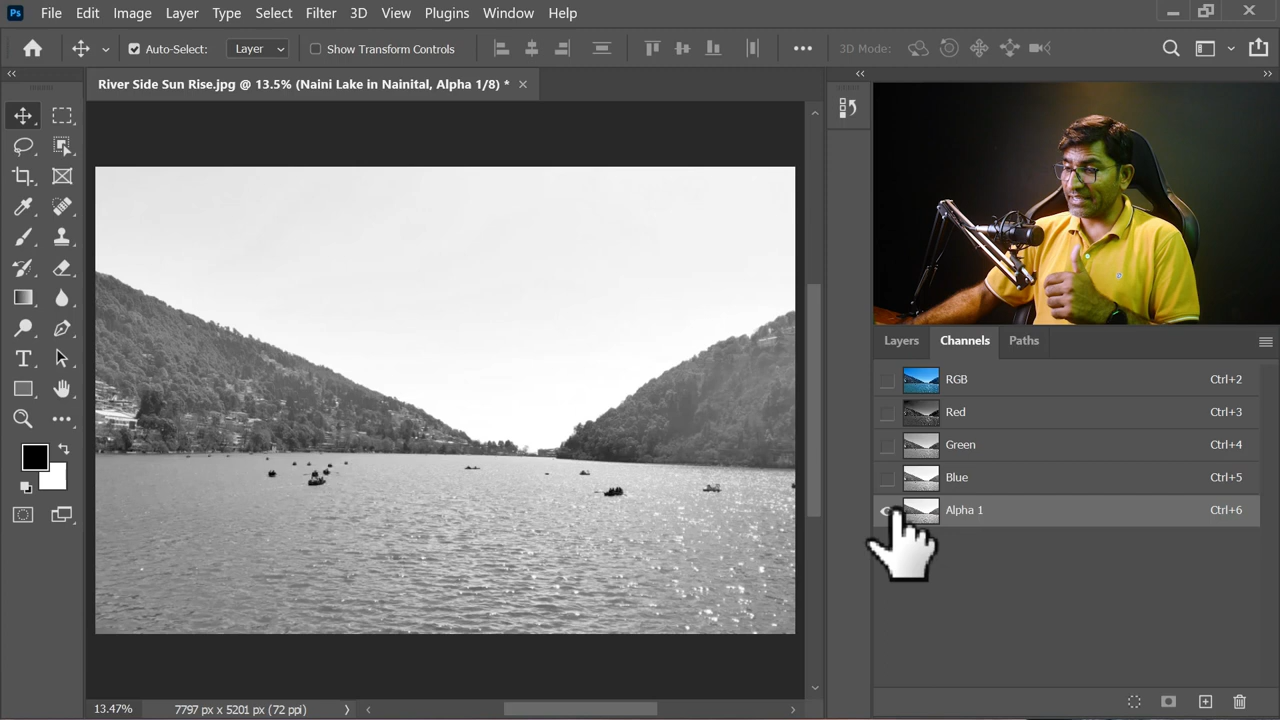 Ps File Edit Image Layer Type Select Filter 3D View Plugins Window Help
Auto-Select: Layer Show Transform Controls 3D Mode:
River Side Sun Rise.jpg @ 13.5% (Naini Lake in Nainital, Alpha 1/8) *
Layers Channels Paths
RGB Ctrl+2
Red Ctrl+3
Green Ctrl+4
Blue Ctrl+5
Alpha 1 Ctrl+6
13.47% 7797 px x 5201 px (72 ppi)